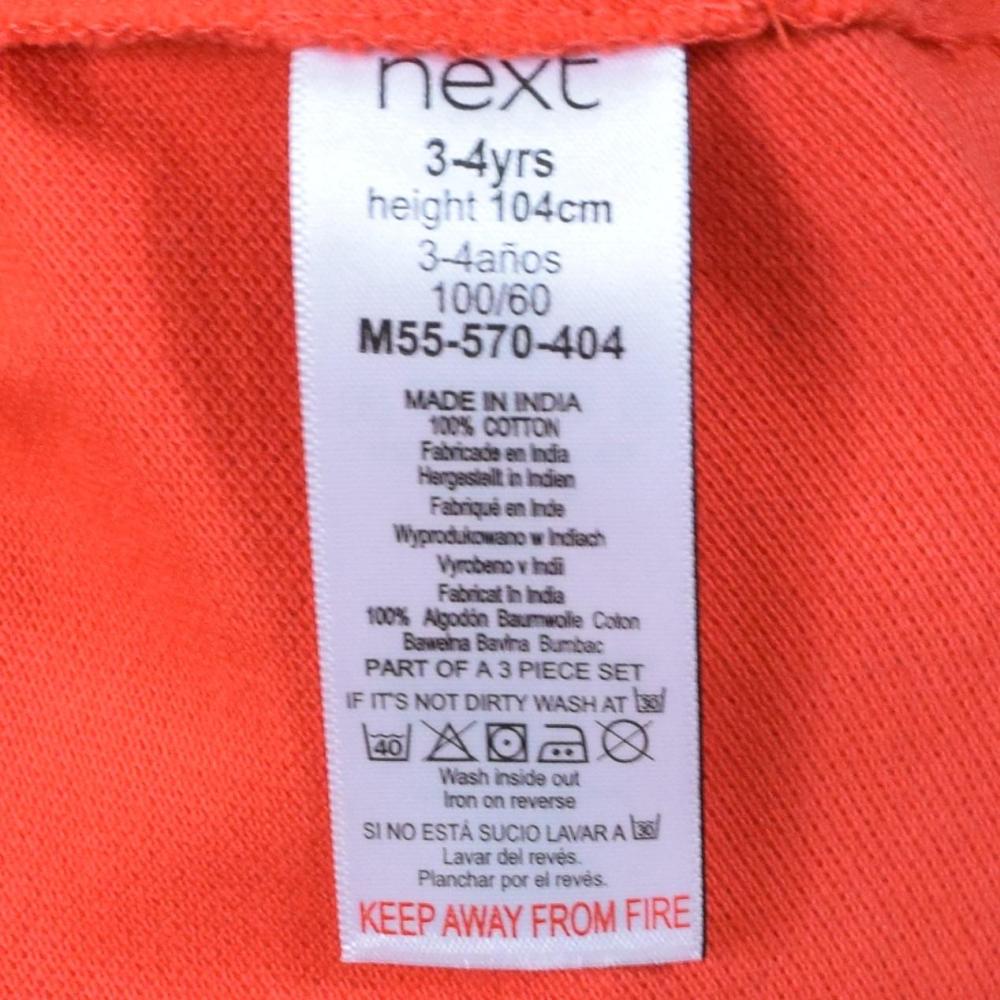 next
3-4yrs
height 104cm
3-4años
100/60
M55-570-404
MADE IN INDIA
100% COTTON
Fabricade en India
Hergestellt in Indien
Fabriqué en Inde
Wyprodukowano w Indiach
Vyrobeno v Indii
Fabricat în India
100% Algodón Baumwolle Coton
Bawełna Bavlna Bumbac
PART OF A 3 PIECE SET
IF IT'S NOT DIRTY WASH AT 30
40
Wash inside out
Iron on reverse
SI NO ESTÁ SUCIO LAVAR A 30
Lavar del revés.
Planchar por el revés.
KEEP AWAY FROM FIRE